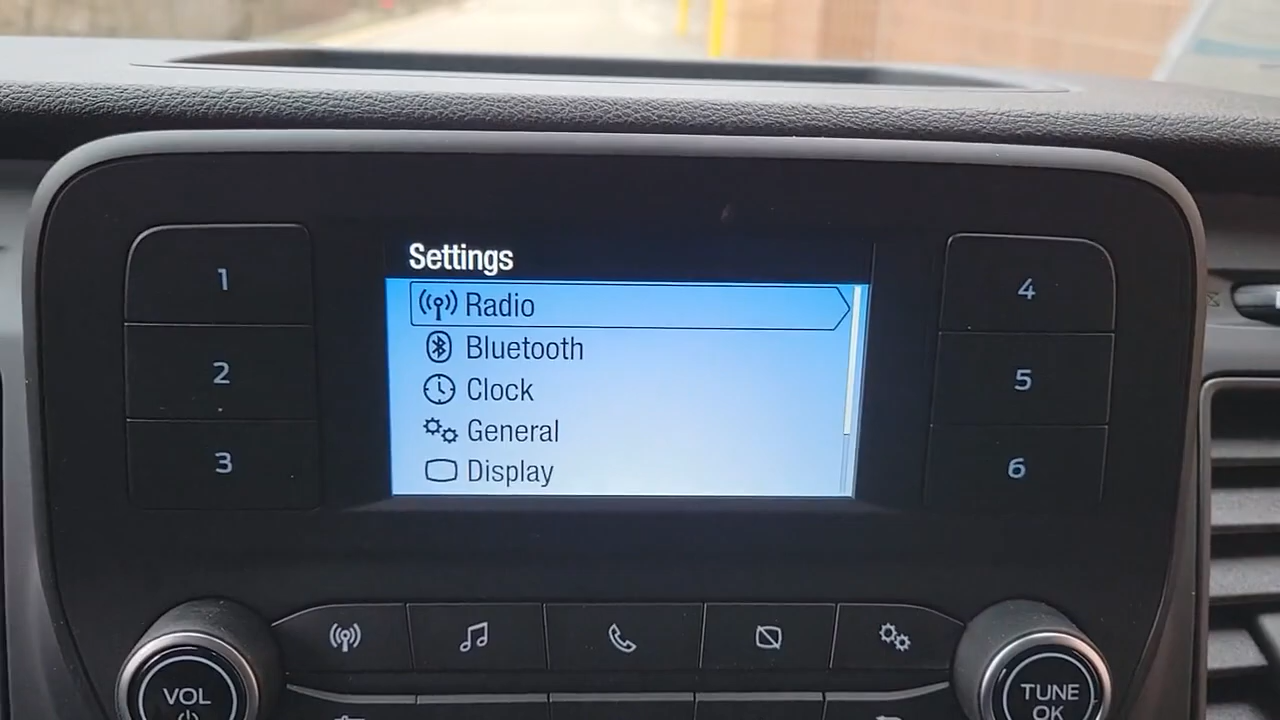 Settings
Radio
Bluetooth
Clock
General
Display
1
2
3
4
5
6
VOL
TUNE
OK